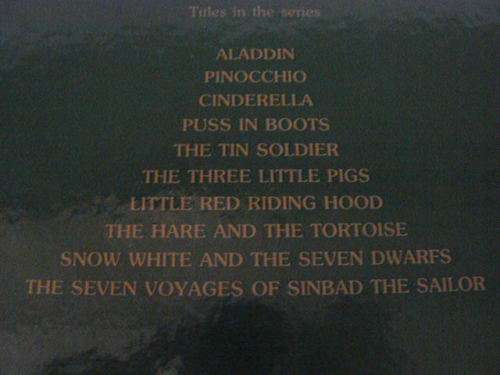 Titles in the series
ALADDIN
PINOCCHIO
CINDERELLA
PUSS IN BOOTS
THE TIN SOLDIER
THE THREE LITTLE PIGS
LITTLE RED RIDING HOOD
THE HARE AND THE TORTOISE
SNOW WHITE AND THE SEVEN DWARFS
THE SEVEN VOYAGES OF SINBAD THE SAILOR